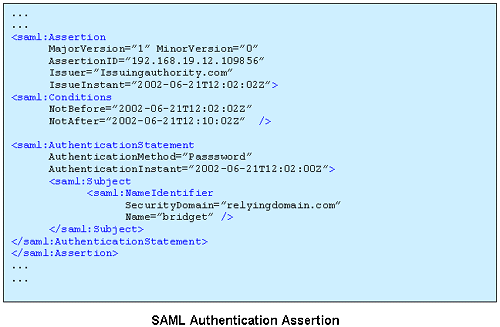 ...
...
<saml:Assertion
MajorVersion="1" MinorVersion="0"
AssertionID="192.168.19.12.109856"
Issuer="Issuingauthority.com"
IssueInstant="2002-06-21T12:02:02Z">
<saml:Conditions
NotBefore="2002-06-21T12:02:02Z"
NotAfter="2002-06-21T12:10:02Z" />
<saml:AuthenticationStatement
AuthenticationMethod="Passsword"
AuthenticationInstant="2002-06-21T12:02:00Z">
<saml:Subject
<saml:NameIdentifier
SecurityDomain="relyingdomain.com"
Name="bridget" />
</saml:Subject>
</saml:AuthenticationStatement>
</saml:Assertion>
...
...
SAML Authentication Assertion